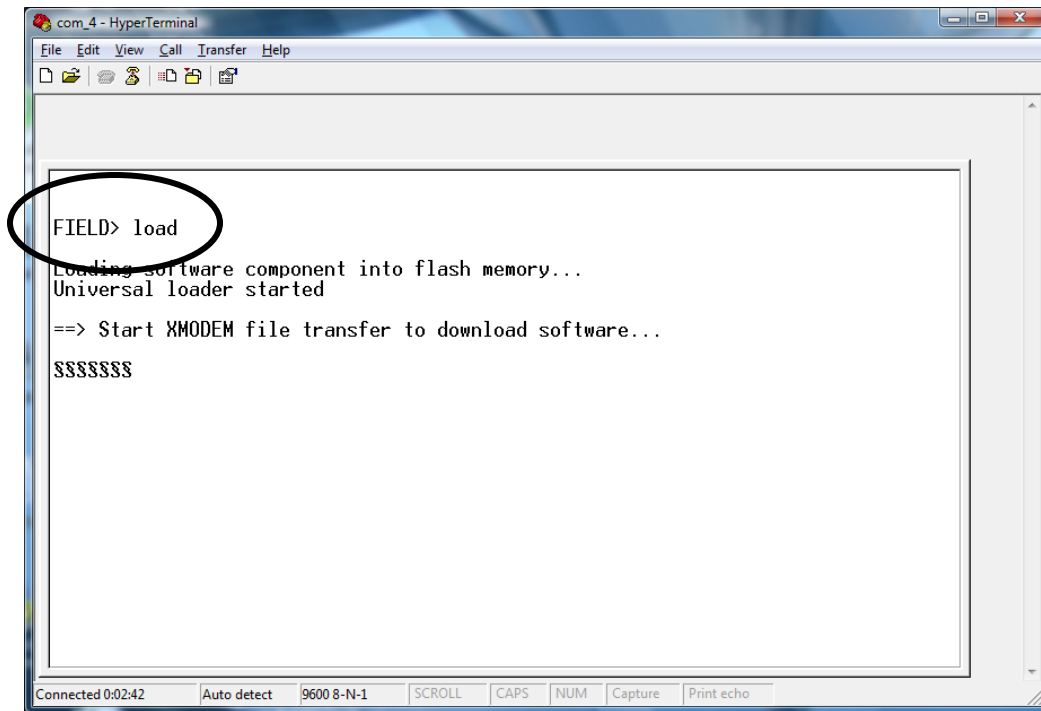 com_4 - HyperTerminal
File Edit View Call Transfer Help
FIELD> load
Loading software component into flash memory...
Universal loader started
==> Start XMODEM file transfer to download software...
§§§§§§§
Connected 0:02:42 Auto detect 9600 8-N-1 SCROLL CAPS NUM Capture Print echo